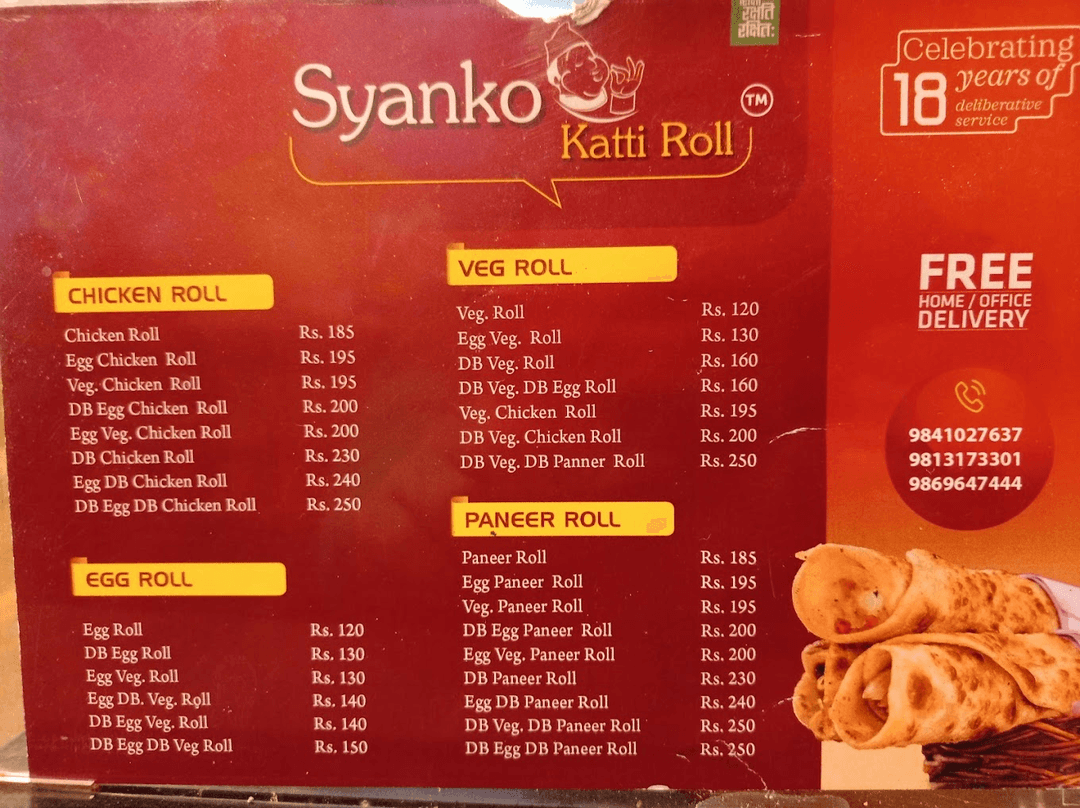 रक्षति
रक्षित:
Syanko
Katti Roll
TM
Celebrating
18 years of
deliberative
service
CHICKEN ROLL
Chicken Roll Rs. 185
Egg Chicken Roll Rs. 195
Veg. Chicken Roll Rs. 195
DB Egg Chicken Roll Rs. 200
Egg Veg. Chicken Roll Rs. 200
DB Chicken Roll Rs. 230
Egg DB Chicken Roll Rs. 240
DB Egg DB Chicken Roll Rs. 250
EGG ROLL
Egg Roll Rs. 120
DB Egg Roll Rs. 130
Egg Veg. Roll Rs. 130
Egg DB. Veg. Roll Rs. 140
DB Egg Veg. Roll Rs. 140
DB Egg DB Veg Roll Rs. 150
VEG ROLL
Veg. Roll Rs. 120
Egg Veg. Roll Rs. 130
DB Veg. Roll Rs. 160
DB Veg. DB Egg Roll Rs. 160
Veg. Chicken Roll Rs. 195
DB Veg. Chicken Roll Rs. 200
DB Veg. DB Panner Roll Rs. 250
PANEER ROLL
Paneer Roll Rs. 185
Egg Paneer Roll Rs. 195
Veg. Paneer Roll Rs. 195
DB Egg Paneer Roll Rs. 200
Egg Veg. Paneer Roll Rs. 200
DB Paneer Roll Rs. 230
Egg DB Paneer Roll Rs. 240
DB Veg. DB Paneer Roll Rs. 250
DB Egg DB Paneer Roll Rs. 250
FREE
HOME / OFFICE
DELIVERY
9841027637
9813173301
9869647444